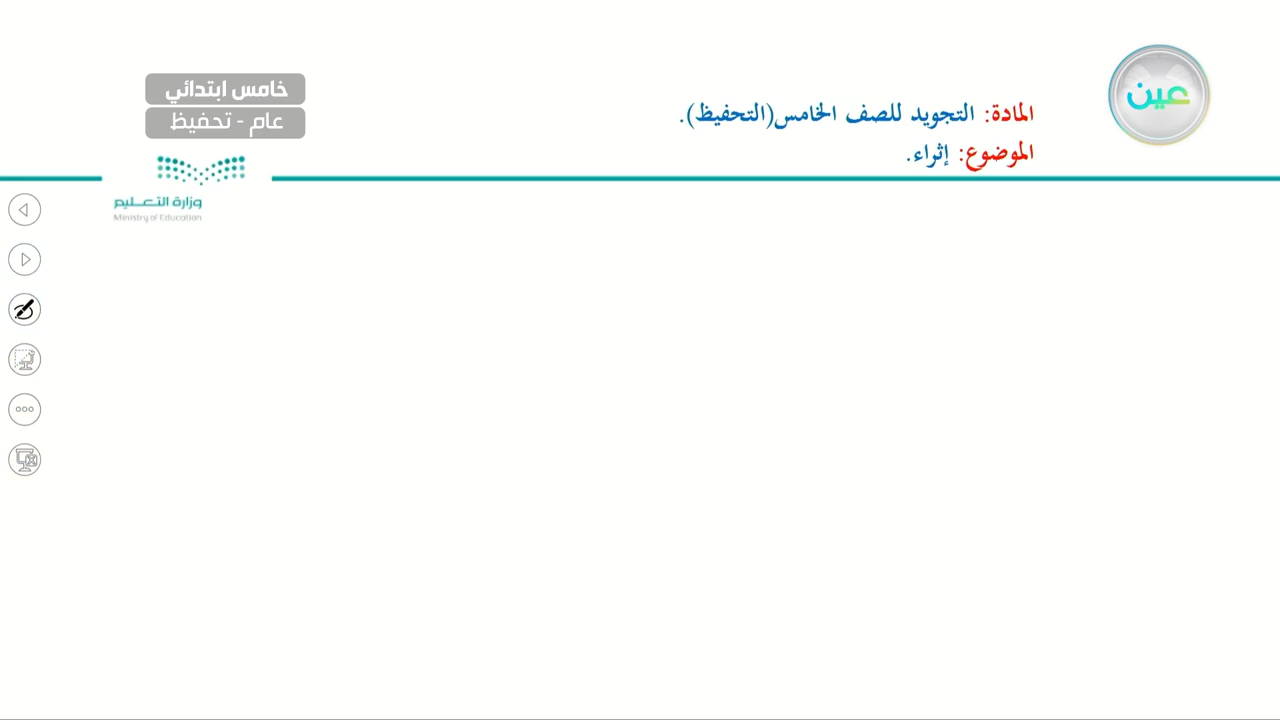 عين
المادة: التجويد للصف الخامس(التحفيظ).
الموضوع: إثراء.
خامس ابتدائي
عام - تحفيظ
وزارة التعليم
Ministry of Education